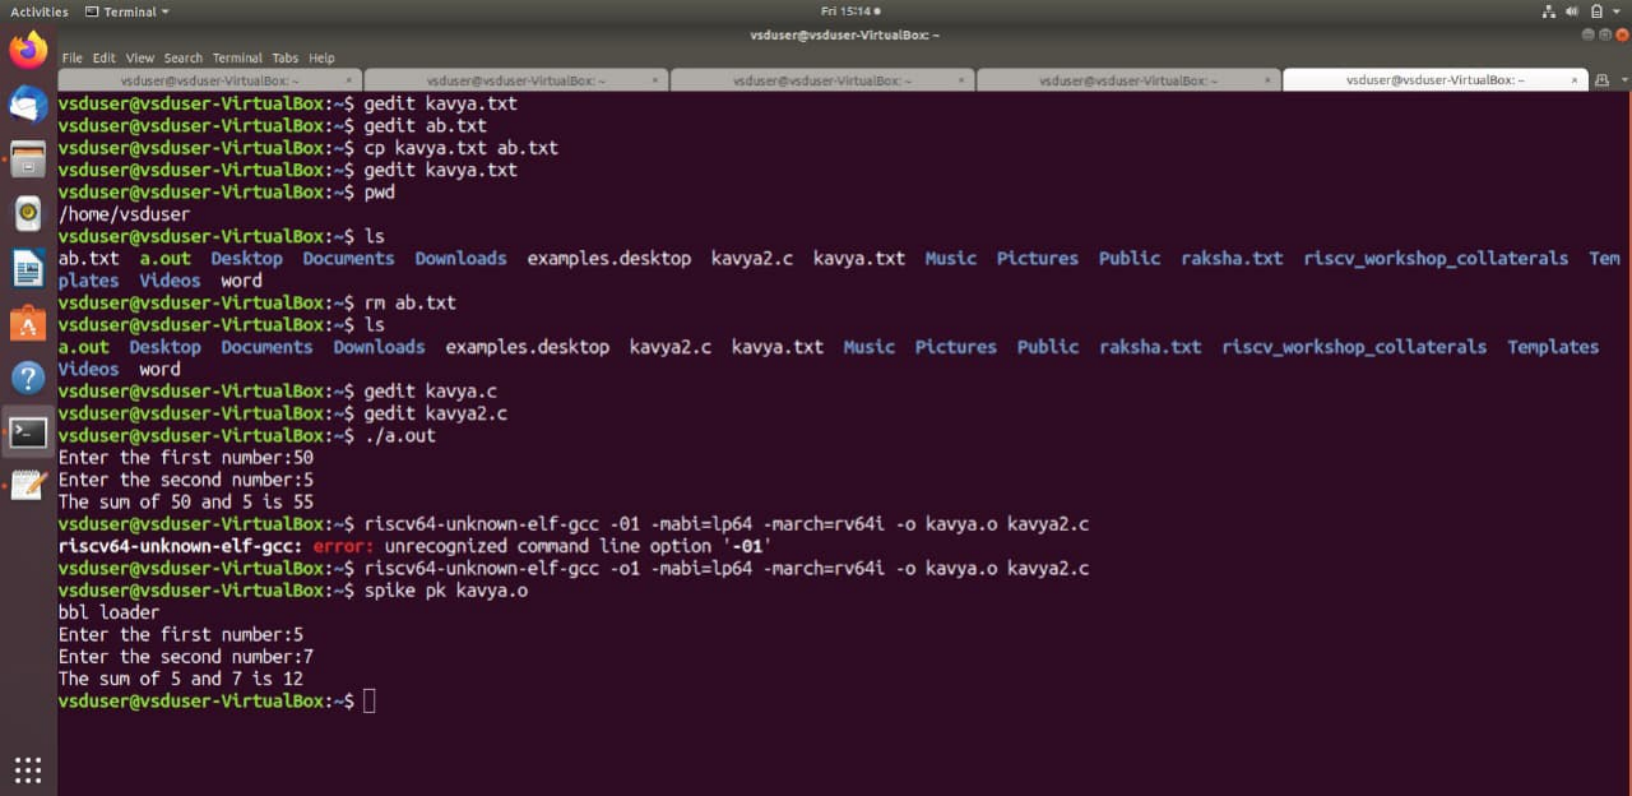 Activities Terminal Fri 15:14
vsduser@vsduser-VirtualBox: ~
File Edit View Search Terminal Tabs Help
vsduser@vsduser-VirtualBox: ~ × vsduser@vsduser-VirtualBox: ~ × vsduser@vsduser-VirtualBox: ~ × vsduser@vsduser-VirtualBox: ~ × vsduser@vsduser-VirtualBox: ~ ×
vsduser@vsduser-VirtualBox:~$ gedit kavya.txt
vsduser@vsduser-VirtualBox:~$ gedit ab.txt
vsduser@vsduser-VirtualBox:~$ cp kavya.txt ab.txt
vsduser@vsduser-VirtualBox:~$ gedit kavya.txt
vsduser@vsduser-VirtualBox:~$ pwd
/home/vsduser
vsduser@vsduser-VirtualBox:~$ ls
ab.txt a.out Desktop Documents Downloads examples.desktop kavya2.c kavya.txt Music Pictures Public raksha.txt riscv_workshop_collaterals Tem
plates Videos word
vsduser@vsduser-VirtualBox:~$ rm ab.txt
vsduser@vsduser-VirtualBox:~$ ls
a.out Desktop Documents Downloads examples.desktop kavya2.c kavya.txt Music Pictures Public raksha.txt riscv_workshop_collaterals Templates
Videos word
vsduser@vsduser-VirtualBox:~$ gedit kavya.c
vsduser@vsduser-VirtualBox:~$ gedit kavya2.c
vsduser@vsduser-VirtualBox:~$ ./a.out
Enter the first number:50
Enter the second number:5
The sum of 50 and 5 is 55
vsduser@vsduser-VirtualBox:~$ riscv64-unknown-elf-gcc -01 -mabi=lp64 -march=rv64i -o kavya.o kavya2.c
riscv64-unknown-elf-gcc: error: unrecognized command line option '-01'
vsduser@vsduser-VirtualBox:~$ riscv64-unknown-elf-gcc -o1 -mabi=lp64 -march=rv64i -o kavya.o kavya2.c
vsduser@vsduser-VirtualBox:~$ spike pk kavya.o
bbl loader
Enter the first number:5
Enter the second number:7
The sum of 5 and 7 is 12
vsduser@vsduser-VirtualBox:~$